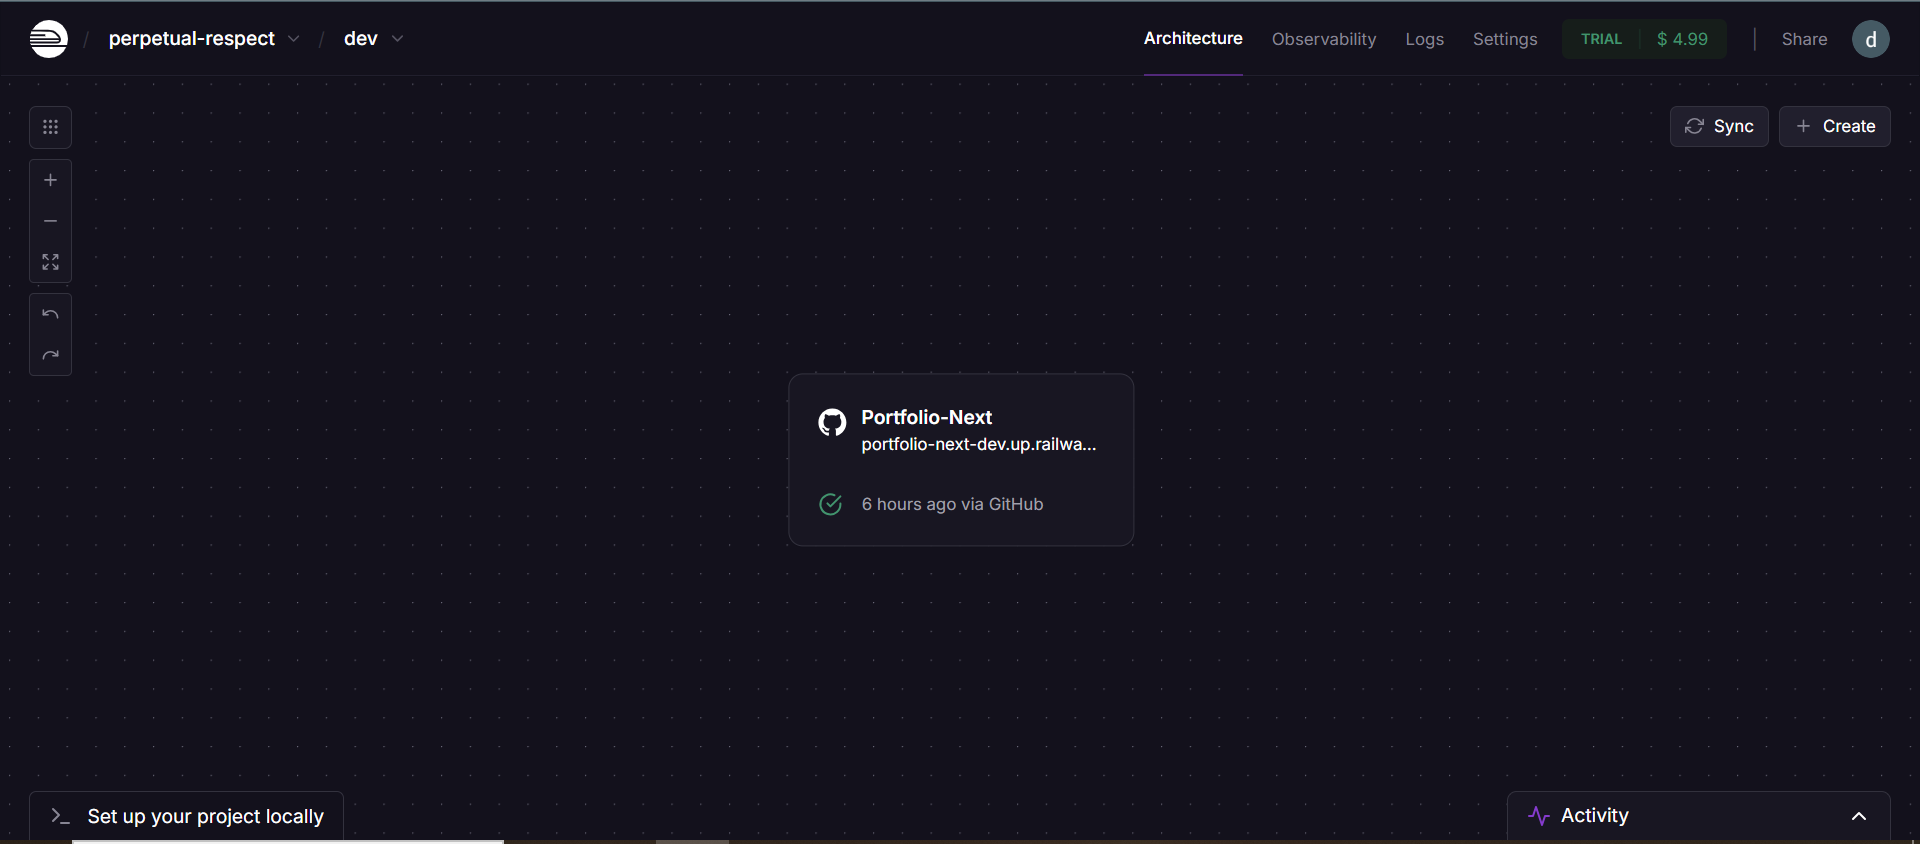 / perpetual-respect / dev
Architecture Observability Logs Settings TRIAL $ 4.99 Share d
Sync Create
Portfolio-Next
portfolio-next-dev.up.railwa...
6 hours ago via GitHub
Set up your project locally
Activity